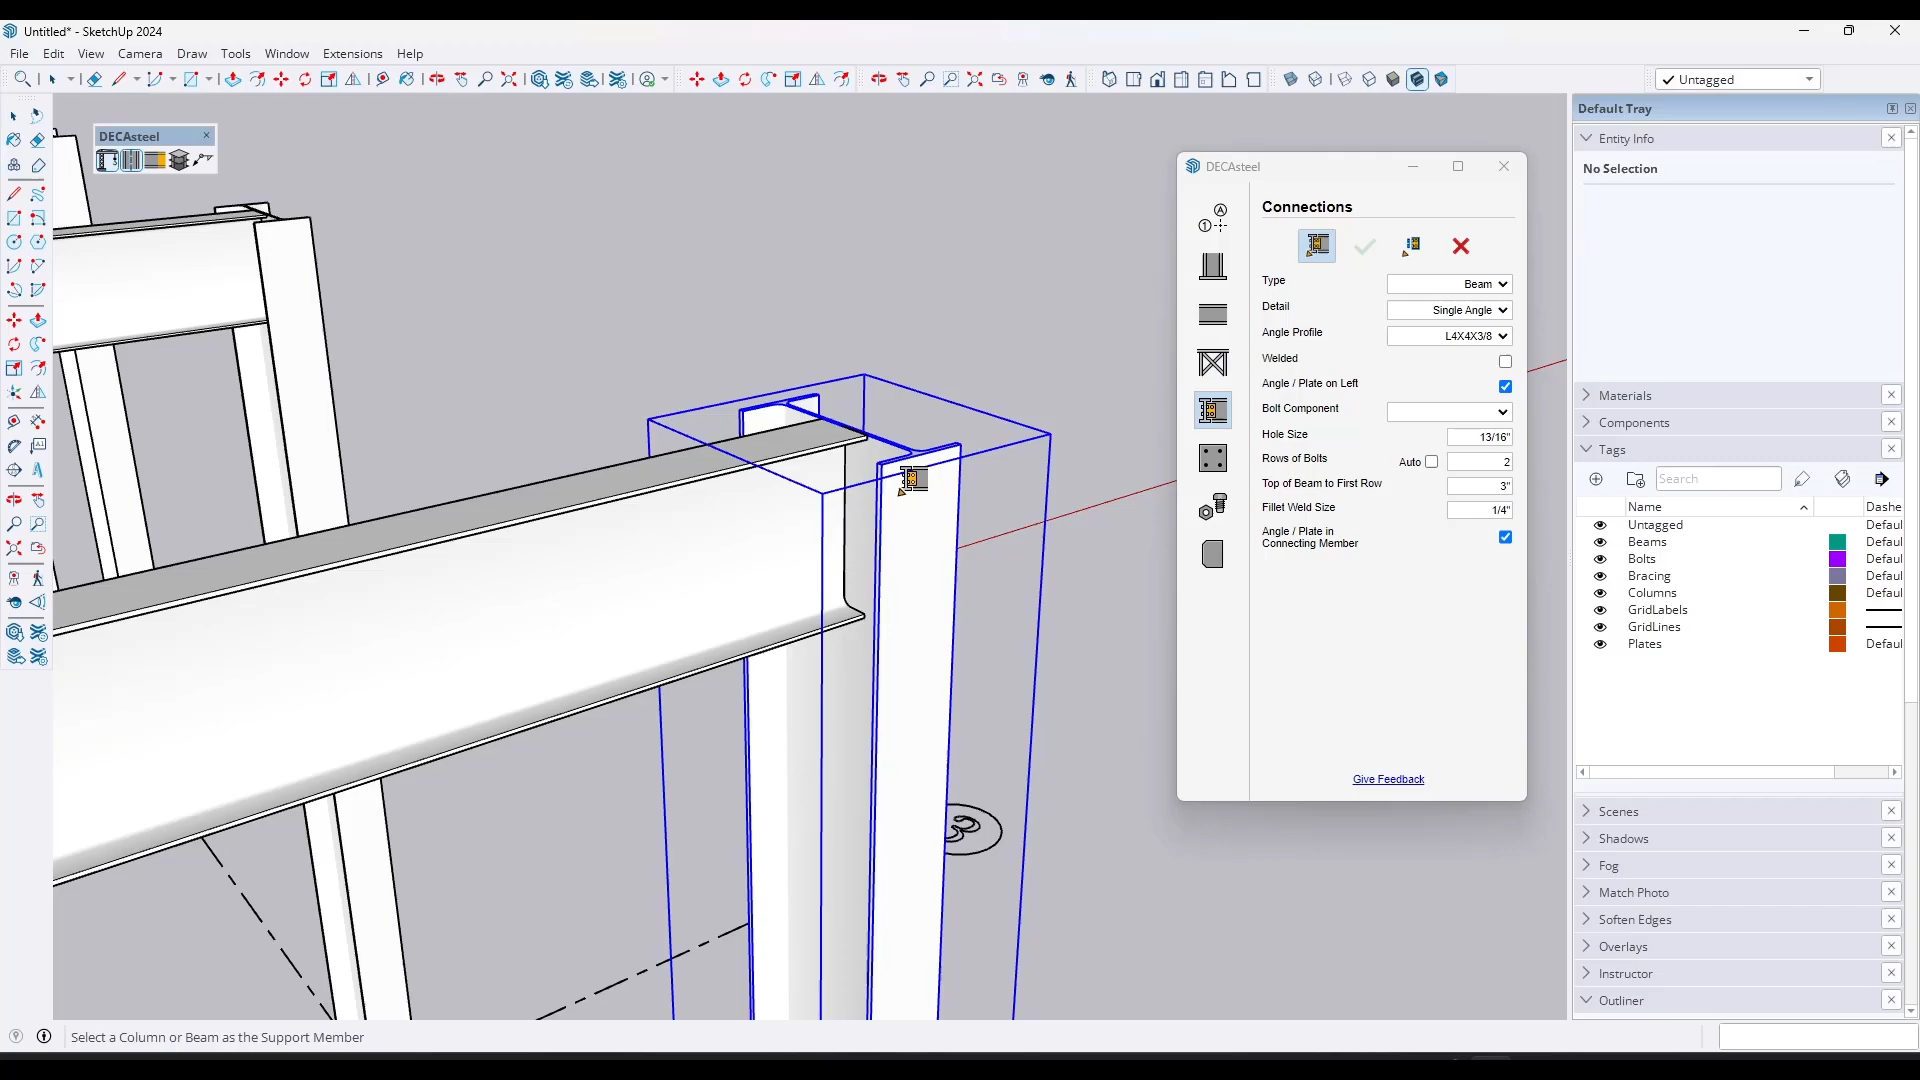 Untitled* - SketchUp 2024
File Edit View Camera Draw Tools Window Extensions Help
Untagged
DECAsteel
DECAsteel
Connections
Type Beam
Detail Single Angle
Angle Profile L4X4X3/8
Welded
Angle / Plate on Left
Bolt Component
Hole Size 13/16"
Rows of Bolts Auto 2
Top of Beam to First Row 3"
Fillet Weld Size 1/4"
Angle / Plate in
Connecting Member
Give Feedback
A
1
3
Default Tray
Entity Info
No Selection
Materials
Components
Tags
Search
Name Dashe
Untagged Defaul
Beams Defaul
Bolts Defaul
Bracing Defaul
Columns Defaul
GridLabels
GridLines
Plates Defaul
Scenes
Shadows
Fog
Match Photo
Soften Edges
Overlays
Instructor
Outliner
Select a Column or Beam as the Support Member